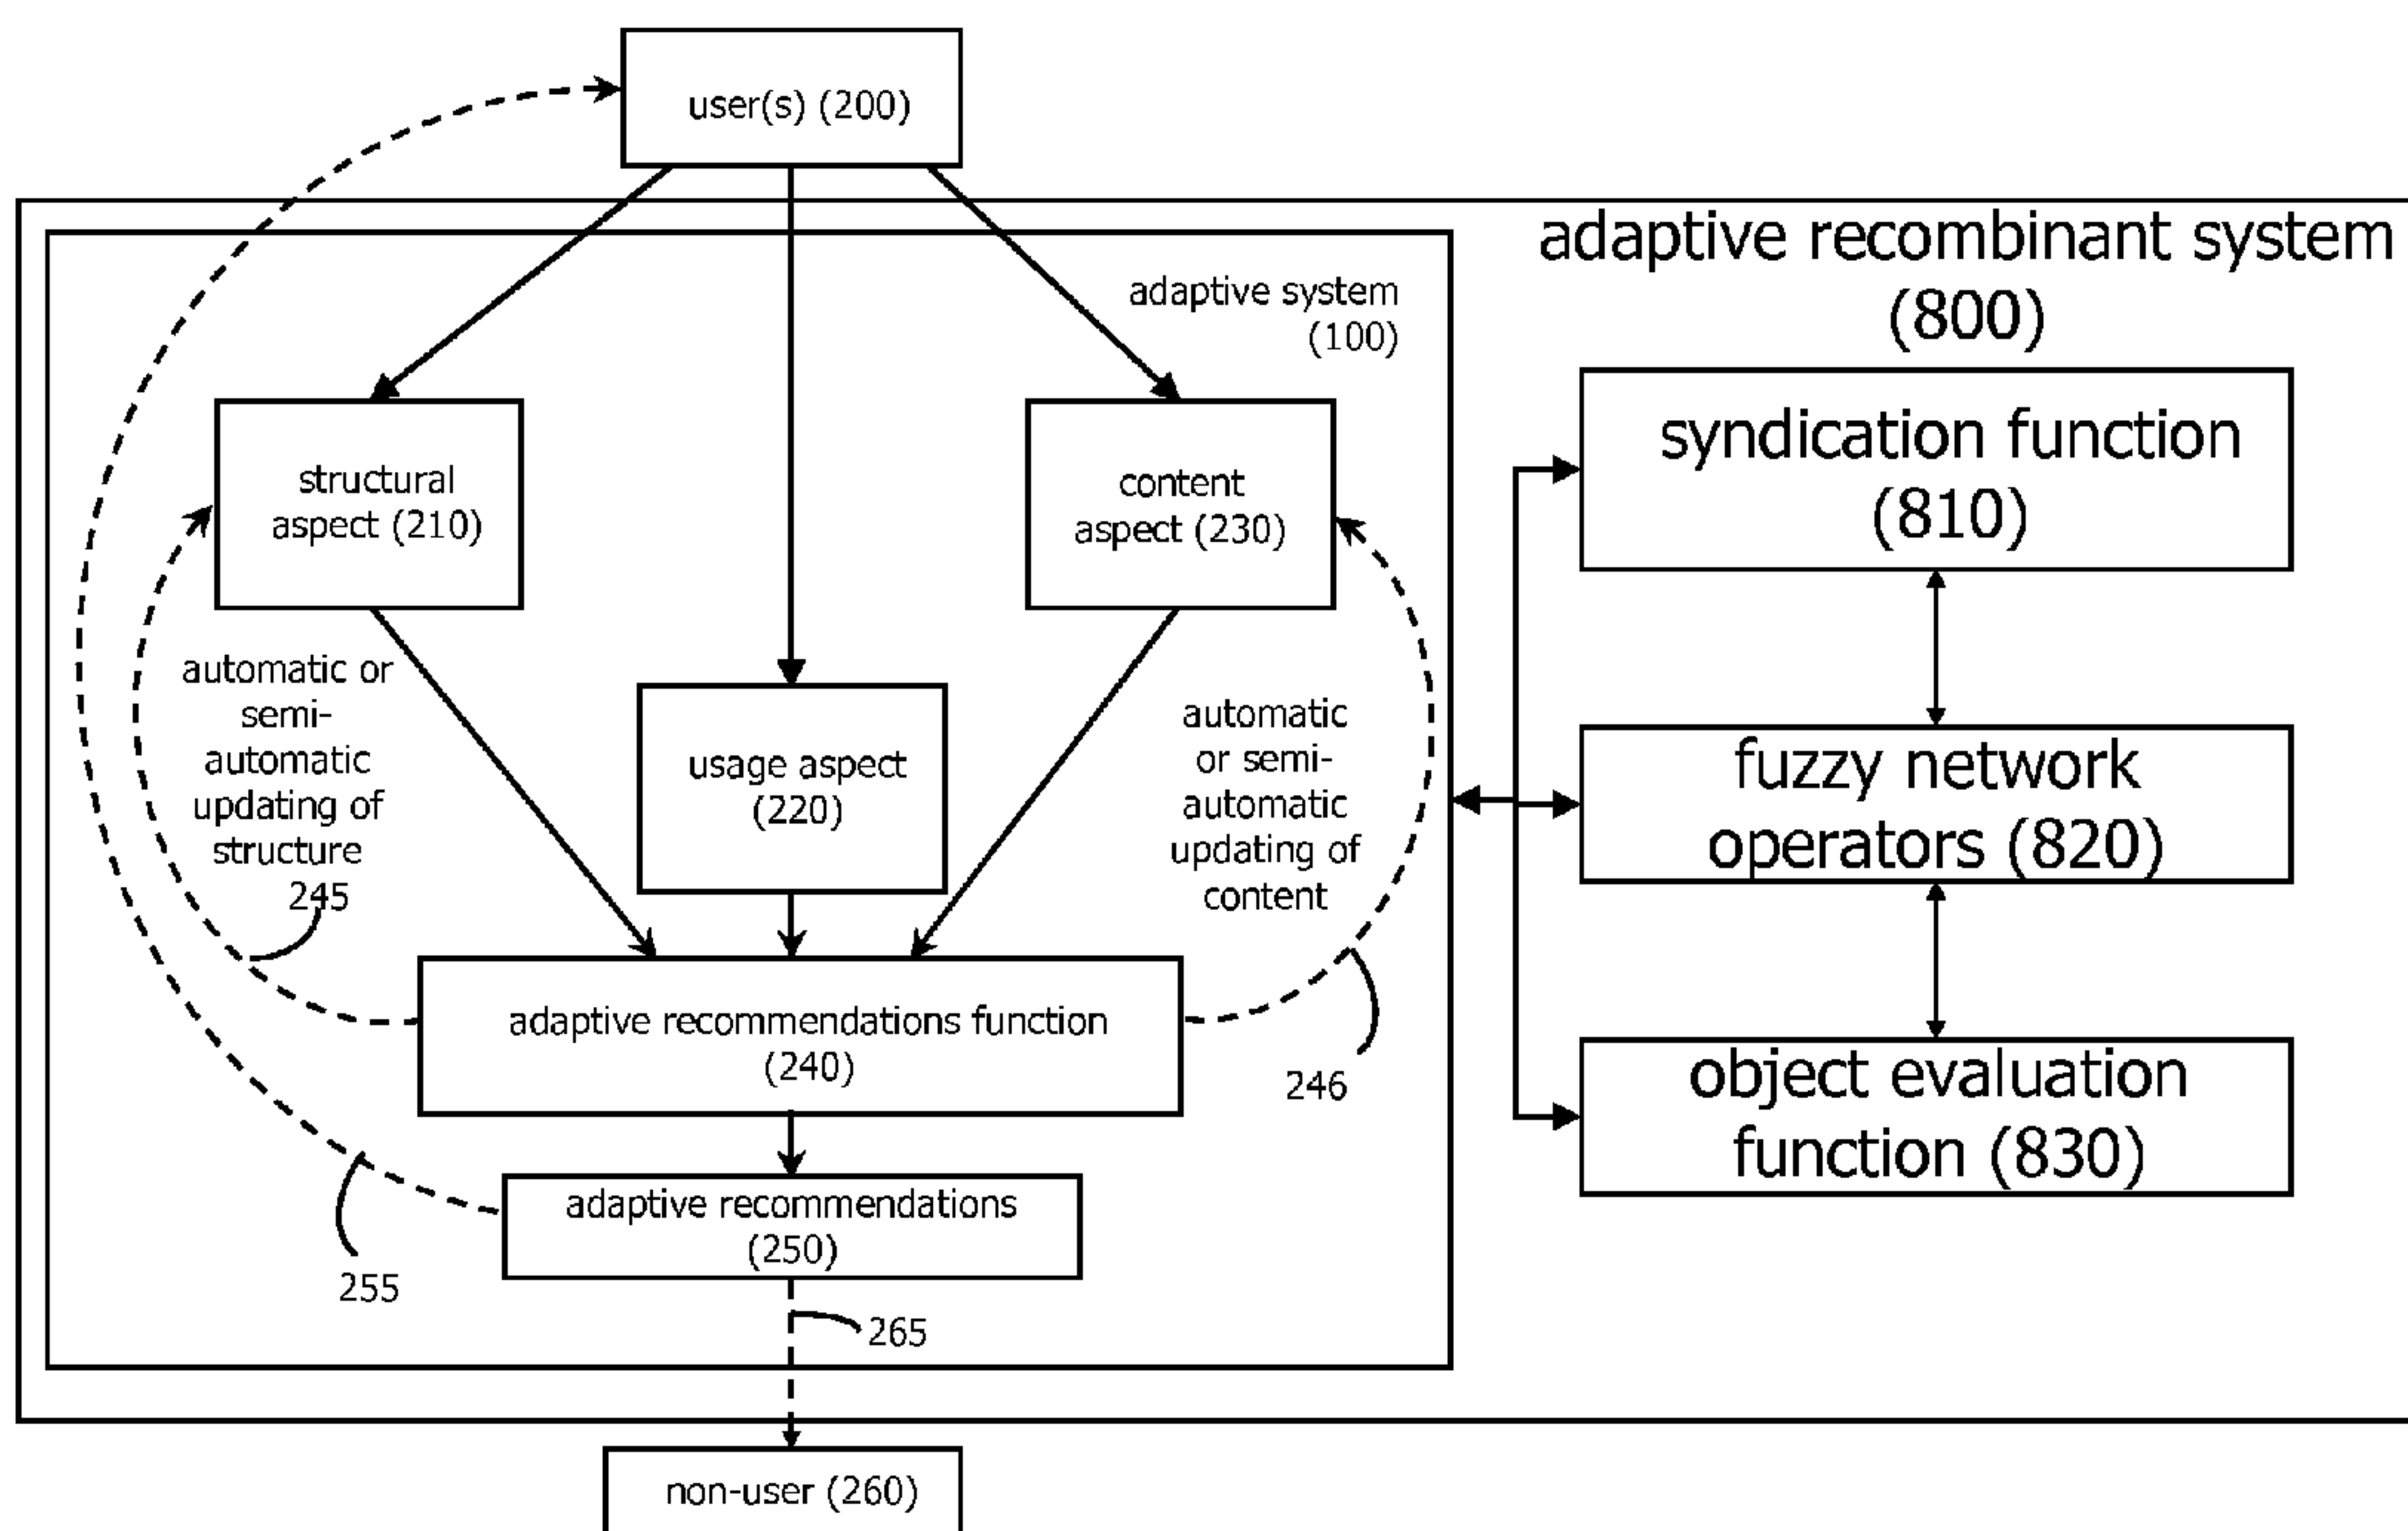 user(s) (200)
adaptive recombinant system
(800)
adaptive system
(100)
structural
aspect (210)
content
aspect (230)
syndication function
(810)
automatic or
semi-
automatic
updating of
structure
245
usage aspect
(220)
automatic
or semi-
automatic
updating of
content
246
fuzzy network
operators (820)
adaptive recommendations function
(240)
object evaluation
function (830)
adaptive recommendations
(250)
255
265
non-user (260)